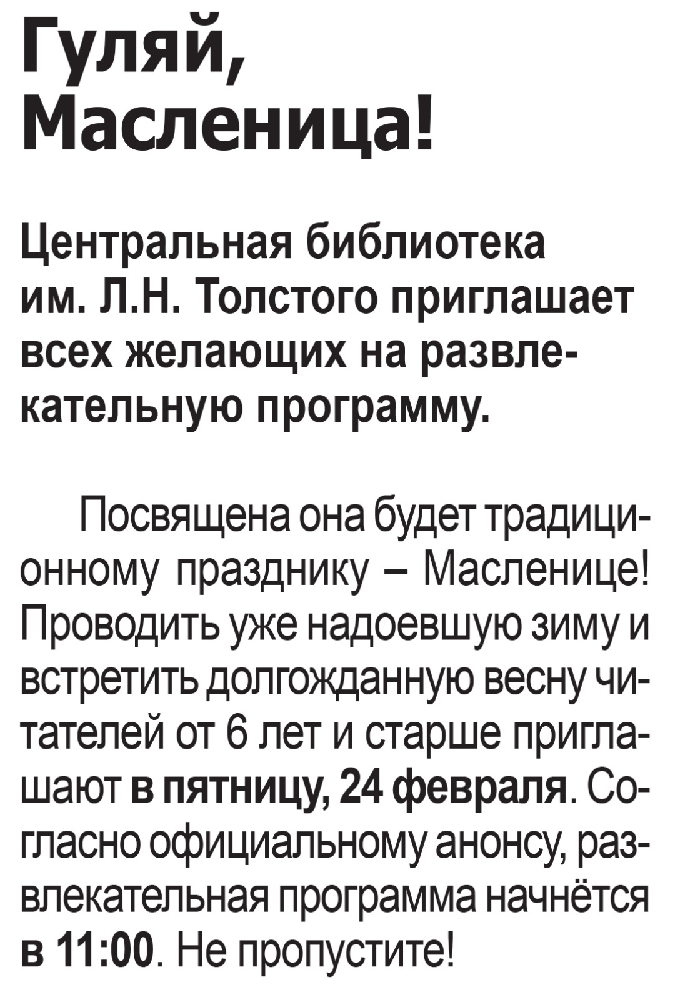 Гуляй,
Масленица!
Центральная библиотека
им. Л.Н. Толстого приглашает
всех желающих на развле-
кательную программу.
Посвящена она будет традици-
онному празднику – Масленице!
Проводить уже надоевшую зиму и
встретить долгожданную весну чи-
тателей от 6 лет и старше пригла-
шают в пятницу, 24 февраля. Со-
гласно официальному анонсу, раз-
влекательная программа начнётся
в 11:00. Не пропустите!